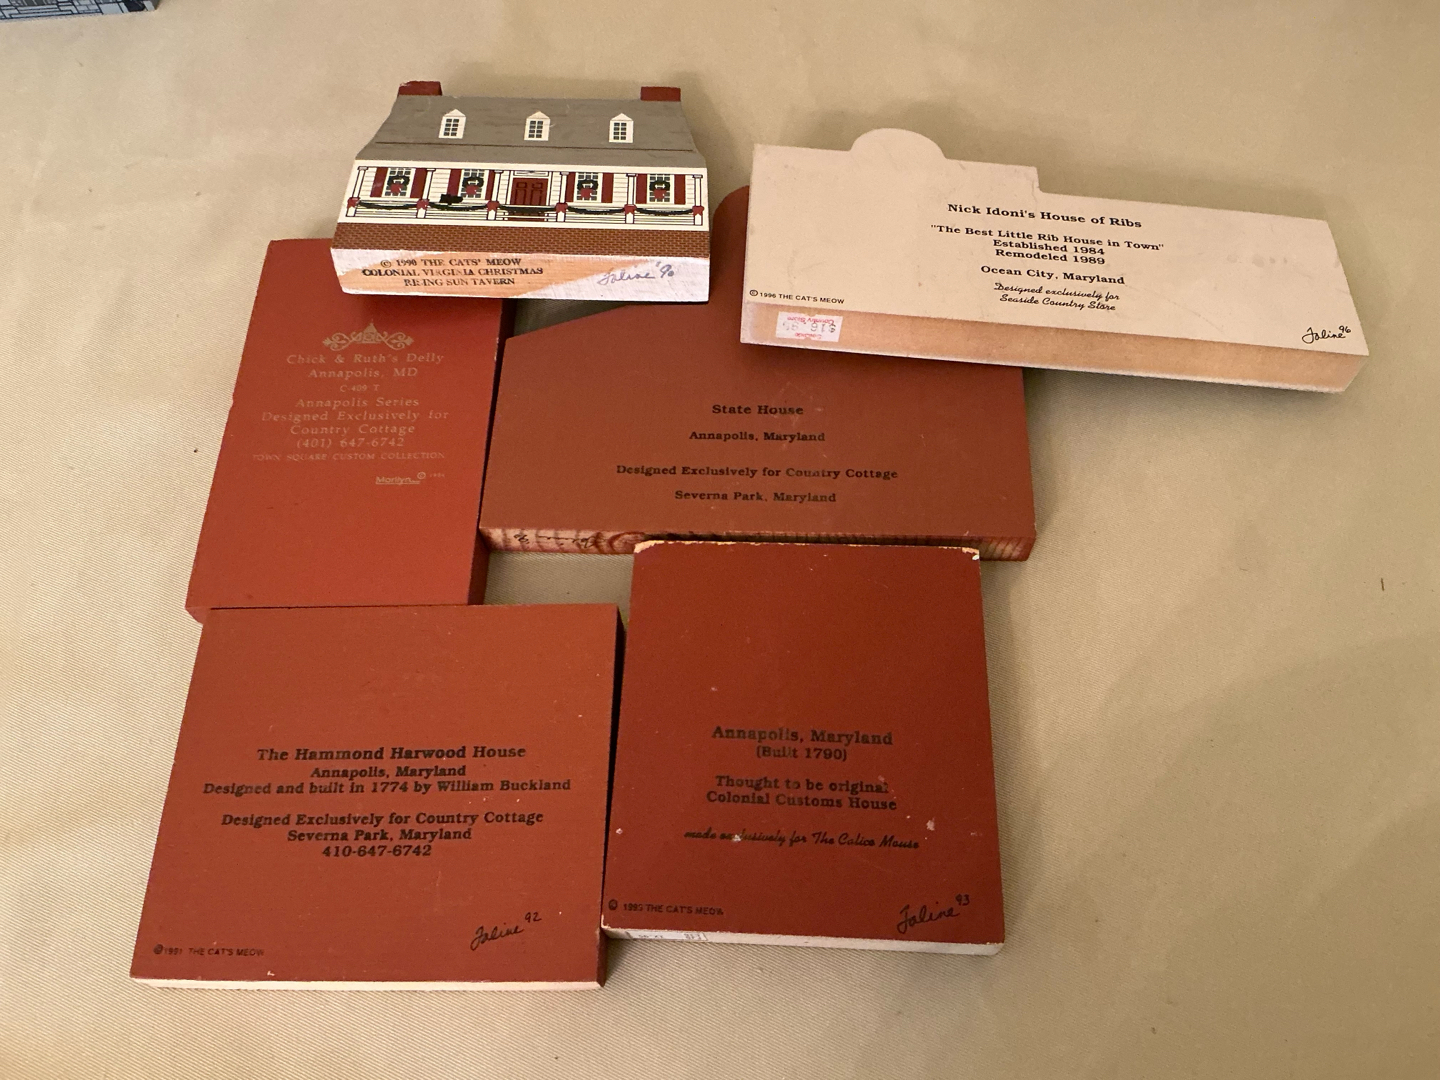 © 1990 THE CATS' MEOW
COLONIAL VIRGINIA CHRISTMAS
RISING SUN TAVERN
Faline '90
Nick Idoni's House of Ribs
"The Best Little Rib House in Town"
Established 1984
Remodeled 1989
Ocean City, Maryland
Designed exclusively for
Seaside Country Store
© 1996 THE CAT'S MEOW
Faline 96
Chick & Ruth's Delly
Annapolis, MD
C-409 T
Annapolis Series
Designed Exclusively for
Country Cottage
(401) 647-6742
TOWN SQUARE CUSTOM COLLECTION
Marilyn ©
State House
Annapolis, Maryland
Designed Exclusively for Country Cottage
Severna Park, Maryland
The Hammond Harwood House
Annapolis, Maryland
Designed and built in 1774 by William Buckland
Designed Exclusively for Country Cottage
Severna Park, Maryland
410-647-6742
Faline 92
© 1991 THE CAT'S MEOW
Annapolis, Maryland
(Built 1790)
Thought to be original
Colonial Customs House
made exclusively for The Calico Mouse
© 1993 THE CAT'S MEOW
Faline 93